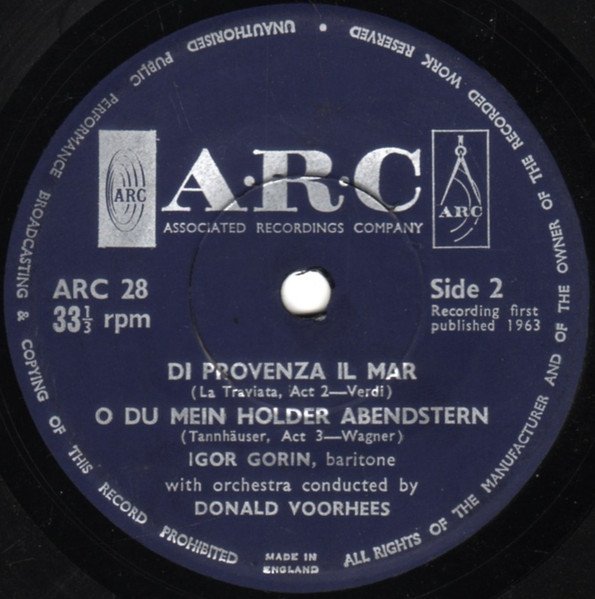 ALL RIGHTS OF THE MANUFACTURER AND OF THE OWNER OF THE RECORDED WORK RESERVED • UNAUTHORISED PUBLIC PERFORMANCE BROADCASTING & COPYING OF THIS RECORD PROHIBITED
ARC
A·R·C
ARC
ASSOCIATED RECORDINGS COMPANY
ARC 28
33⅓ rpm
Side 2
Recording first
published 1963
DI PROVENZA IL MAR
(La Traviata, Act 2—Verdi)
O DU MEIN HOLDER ABENDSTERN
(Tannhäuser, Act 3—Wagner)
IGOR GORIN, baritone
with orchestra conducted by
DONALD VOORHEES
MADE IN
ENGLAND